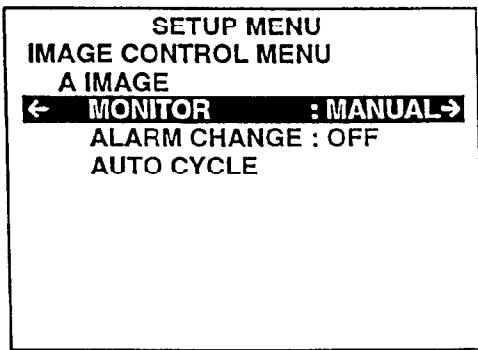 SETUP MENU
IMAGE CONTROL MENU
A IMAGE
← MONITOR : MANUAL→
ALARM CHANGE : OFF
AUTO CYCLE